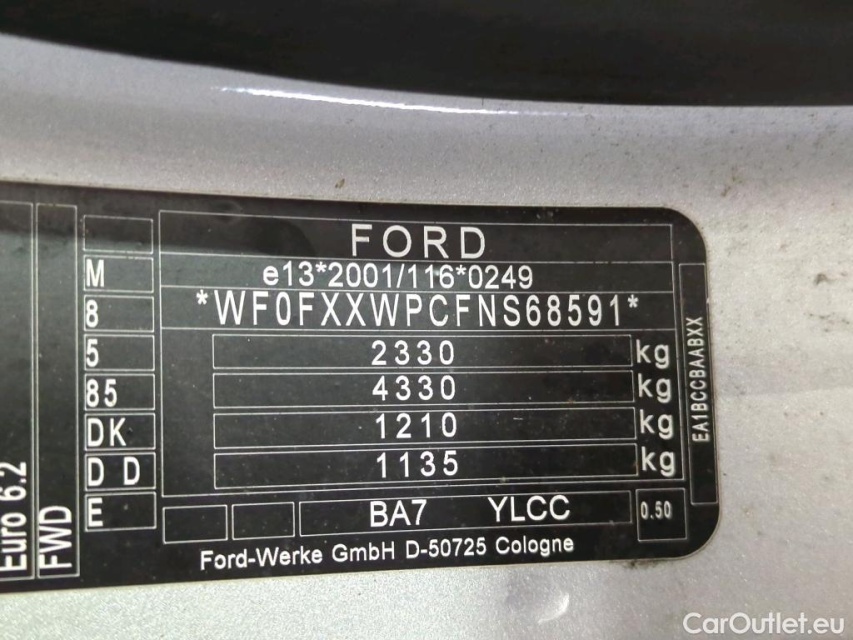 FORD
M e13*2001/116*0249
8 *WF0FXXWPCFNS68591*
5 2330 kg
85 4330 kg
DK 1210 kg
D D 1135 kg
E BA7 YLCC 0.50
Ford-Werke GmbH D-50725 Cologne
Euro 6.2
FWD
EA1BCCBAABXX
CarOutlet.eu